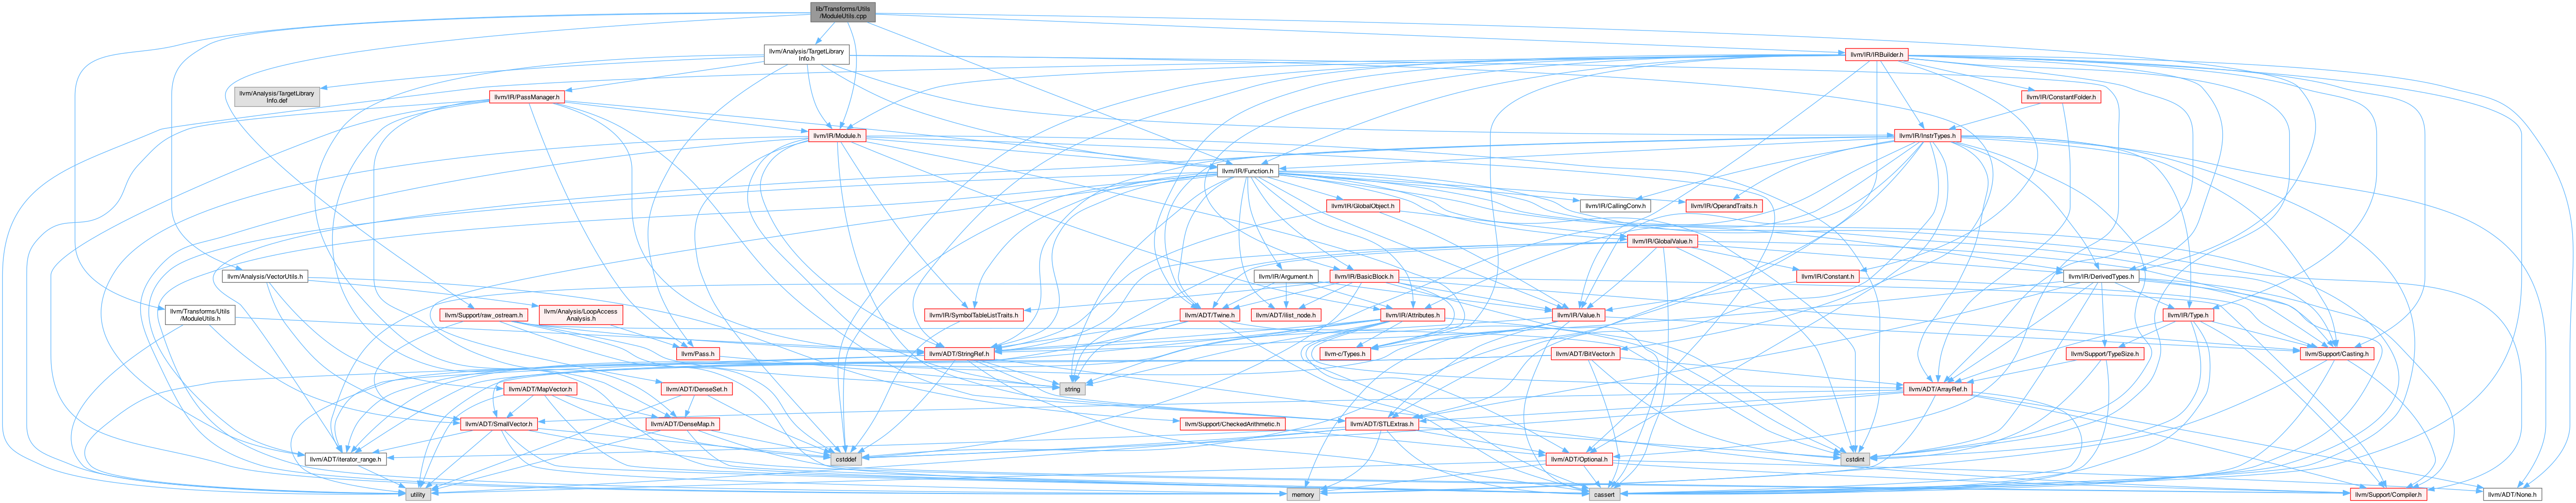 lib/Transforms/Utils
/ModuleUtils.cpp
llvm/Analysis/TargetLibrary
Info.h
llvm/IR/IRBuilder.h
llvm/Analysis/TargetLibrary
Info.def
llvm/IR/PassManager.h
llvm/IR/ConstantFolder.h
llvm/IR/Module.h
llvm/IR/InstrTypes.h
llvm/IR/Function.h
llvm/IR/GlobalObject.h
llvm/IR/CallingConv.h
llvm/IR/OperandTraits.h
llvm/IR/GlobalValue.h
llvm/Analysis/VectorUtils.h
llvm/IR/Argument.h
llvm/IR/BasicBlock.h
llvm/IR/Constant.h
llvm/IR/DerivedTypes.h
llvm/Transforms/Utils
/ModuleUtils.h
llvm/Support/raw_ostream.h
llvm/Analysis/LoopAccess
Analysis.h
llvm/IR/SymbolTableListTraits.h
llvm/ADT/Twine.h
llvm/ADT/ilist_node.h
llvm/IR/Attributes.h
llvm/IR/Value.h
llvm/IR/Type.h
llvm/Pass.h
llvm/ADT/StringRef.h
llvm-c/Types.h
llvm/ADT/BitVector.h
llvm/Support/TypeSize.h
llvm/Support/Casting.h
llvm/ADT/MapVector.h
llvm/ADT/DenseSet.h
string
llvm/ADT/ArrayRef.h
llvm/ADT/SmallVector.h
llvm/ADT/DenseMap.h
llvm/Support/CheckedArithmetic.h
llvm/ADT/STLExtras.h
llvm/ADT/iterator_range.h
cstddef
llvm/ADT/Optional.h
cstdint
utility
memory
cassert
llvm/Support/Compiler.h
llvm/ADT/None.h